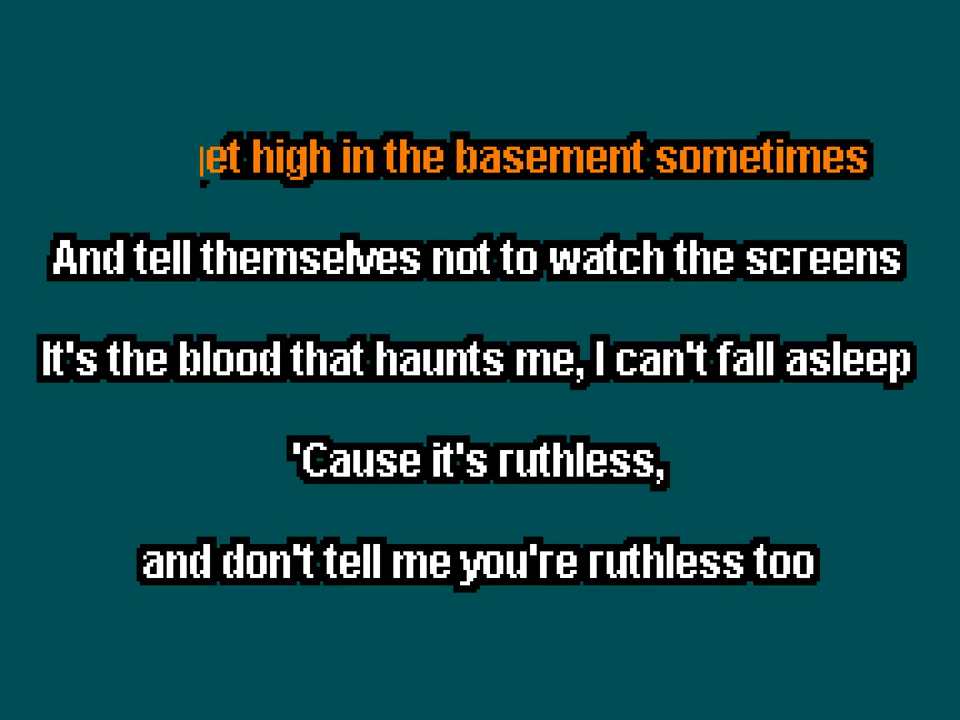 get high in the basement sometimes
And tell themselves not to watch the screens
It's the blood that haunts me, I can't fall asleep
'Cause it's ruthless,
and don't tell me you're ruthless too